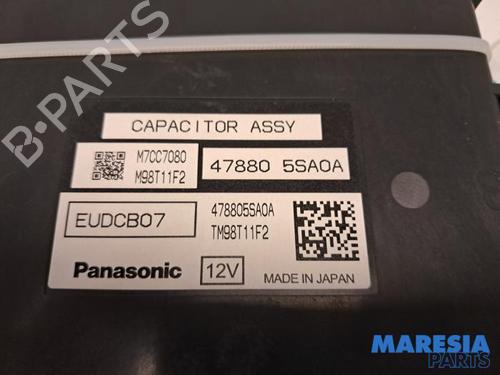 CAPACITOR ASSY
M7CC7080
M98T11F2
47880 5SA0A
EUDCB07
478805SA0A
TM98T11F2
Panasonic
12V
MADE IN JAPAN
B-PARTS
MARESIA
PARTS